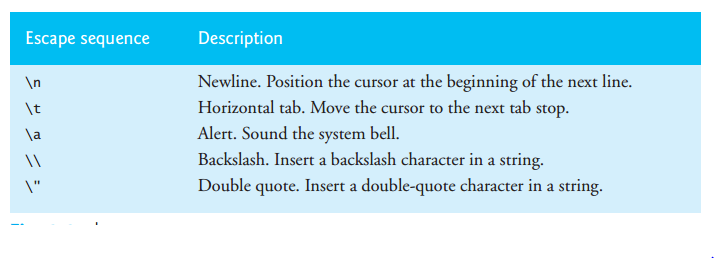 Escape sequence Description
\n Newline. Position the cursor at the beginning of the next line.
\t Horizontal tab. Move the cursor to the next tab stop.
\a Alert. Sound the system bell.
\\ Backslash. Insert a backslash character in a string.
\" Double quote. Insert a double-quote character in a string.